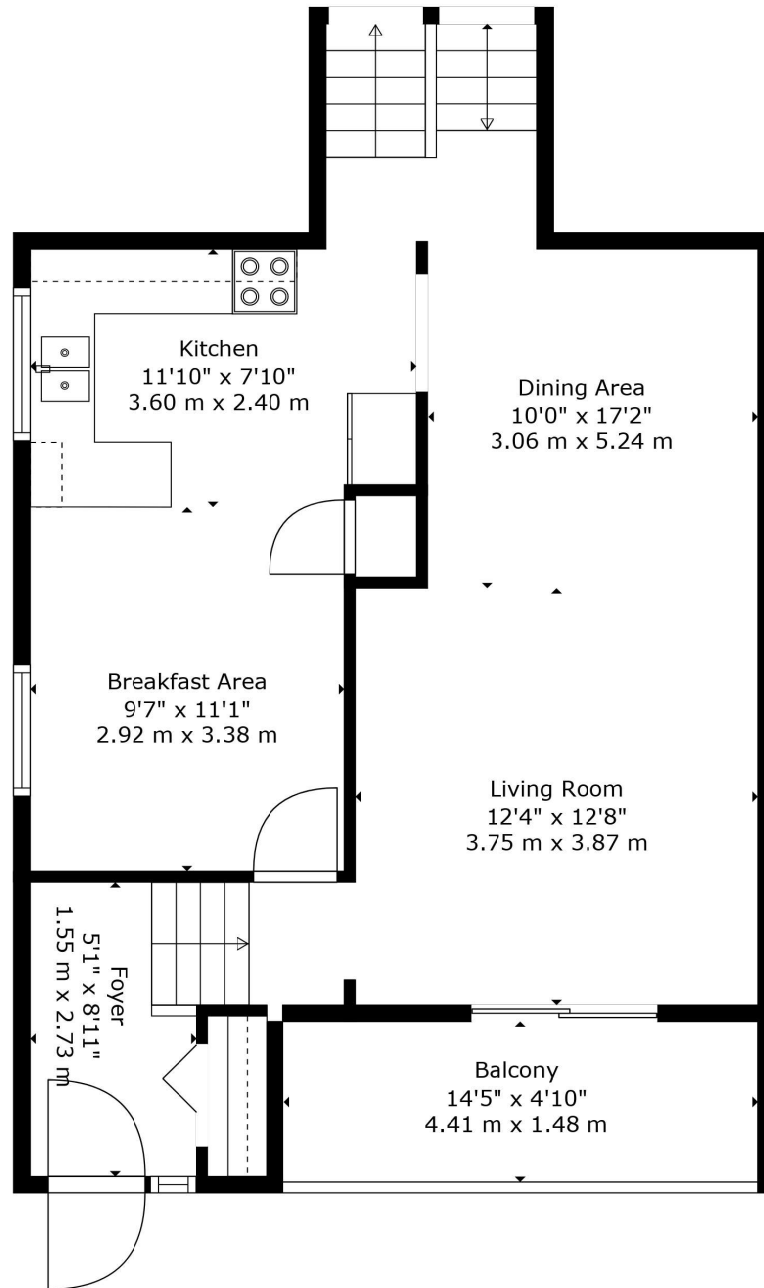 Kitchen
11'10" x 7'10"
3.60 m x 2.40 m
Dining Area
10'0" x 17'2"
3.06 m x 5.24 m
Breakfast Area
9'7" x 11'1"
2.92 m x 3.38 m
Living Room
12'4" x 12'8"
3.75 m x 3.87 m
Foyer
5'1" x 8'11"
1.55 m x 2.73 m
Balcony
14'5" x 4'10"
4.41 m x 1.48 m